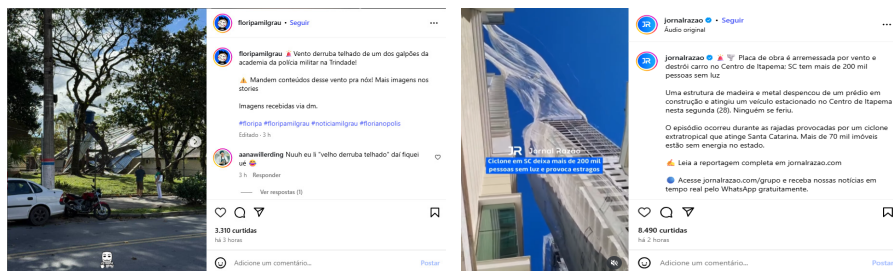 floripamilgrau • Seguir
floripamilgrau 🚨 Vento derruba telhado de um dos galpões da
academia da polícia militar na Trindade!
⚠️ Mandem conteúdos desse vento pra nóx! Mais imagens nos
stories
Imagens recebidas via dm.
#floripa #floripamilgrau #noticiamilgrau #florianopolis
Editado · 3 h
aanawillerding Nuuh eu li "velho derruba telhado" daí fiquei
ué 😂
3 h Responder
Ver respostas (1)
3.310 curtidas
há 3 horas
Adicione um comentário...
Postar
JR Jornal Razão
Ciclone em SC deixa mais de 200 mil
pessoas sem luz e provoca estragos
JR
jornalrazao • Seguir
Áudio original
JR
jornalrazao 🚨 🌪️ Placa de obra é arremessada por vento e
destrói carro no Centro de Itapema; SC tem mais de 200 mil
pessoas sem luz
Uma estrutura de madeira e metal despencou de um prédio em
construção e atingiu um veículo estacionado no Centro de Itapema
nesta segunda (28). Ninguém se feriu.
O episódio ocorreu durante as rajadas provocadas por um ciclone
extratropical que atinge Santa Catarina. Mais de 70 mil imóveis
estão sem energia no estado.
✍️ Leia a reportagem completa em jornalrazao.com
🔵 Acesse jornalrazao.com/grupo e receba nossas notícias em
tempo real pelo WhatsApp gratuitamente.
8.490 curtidas
há 2 horas
Adicione um comentário...
Postar